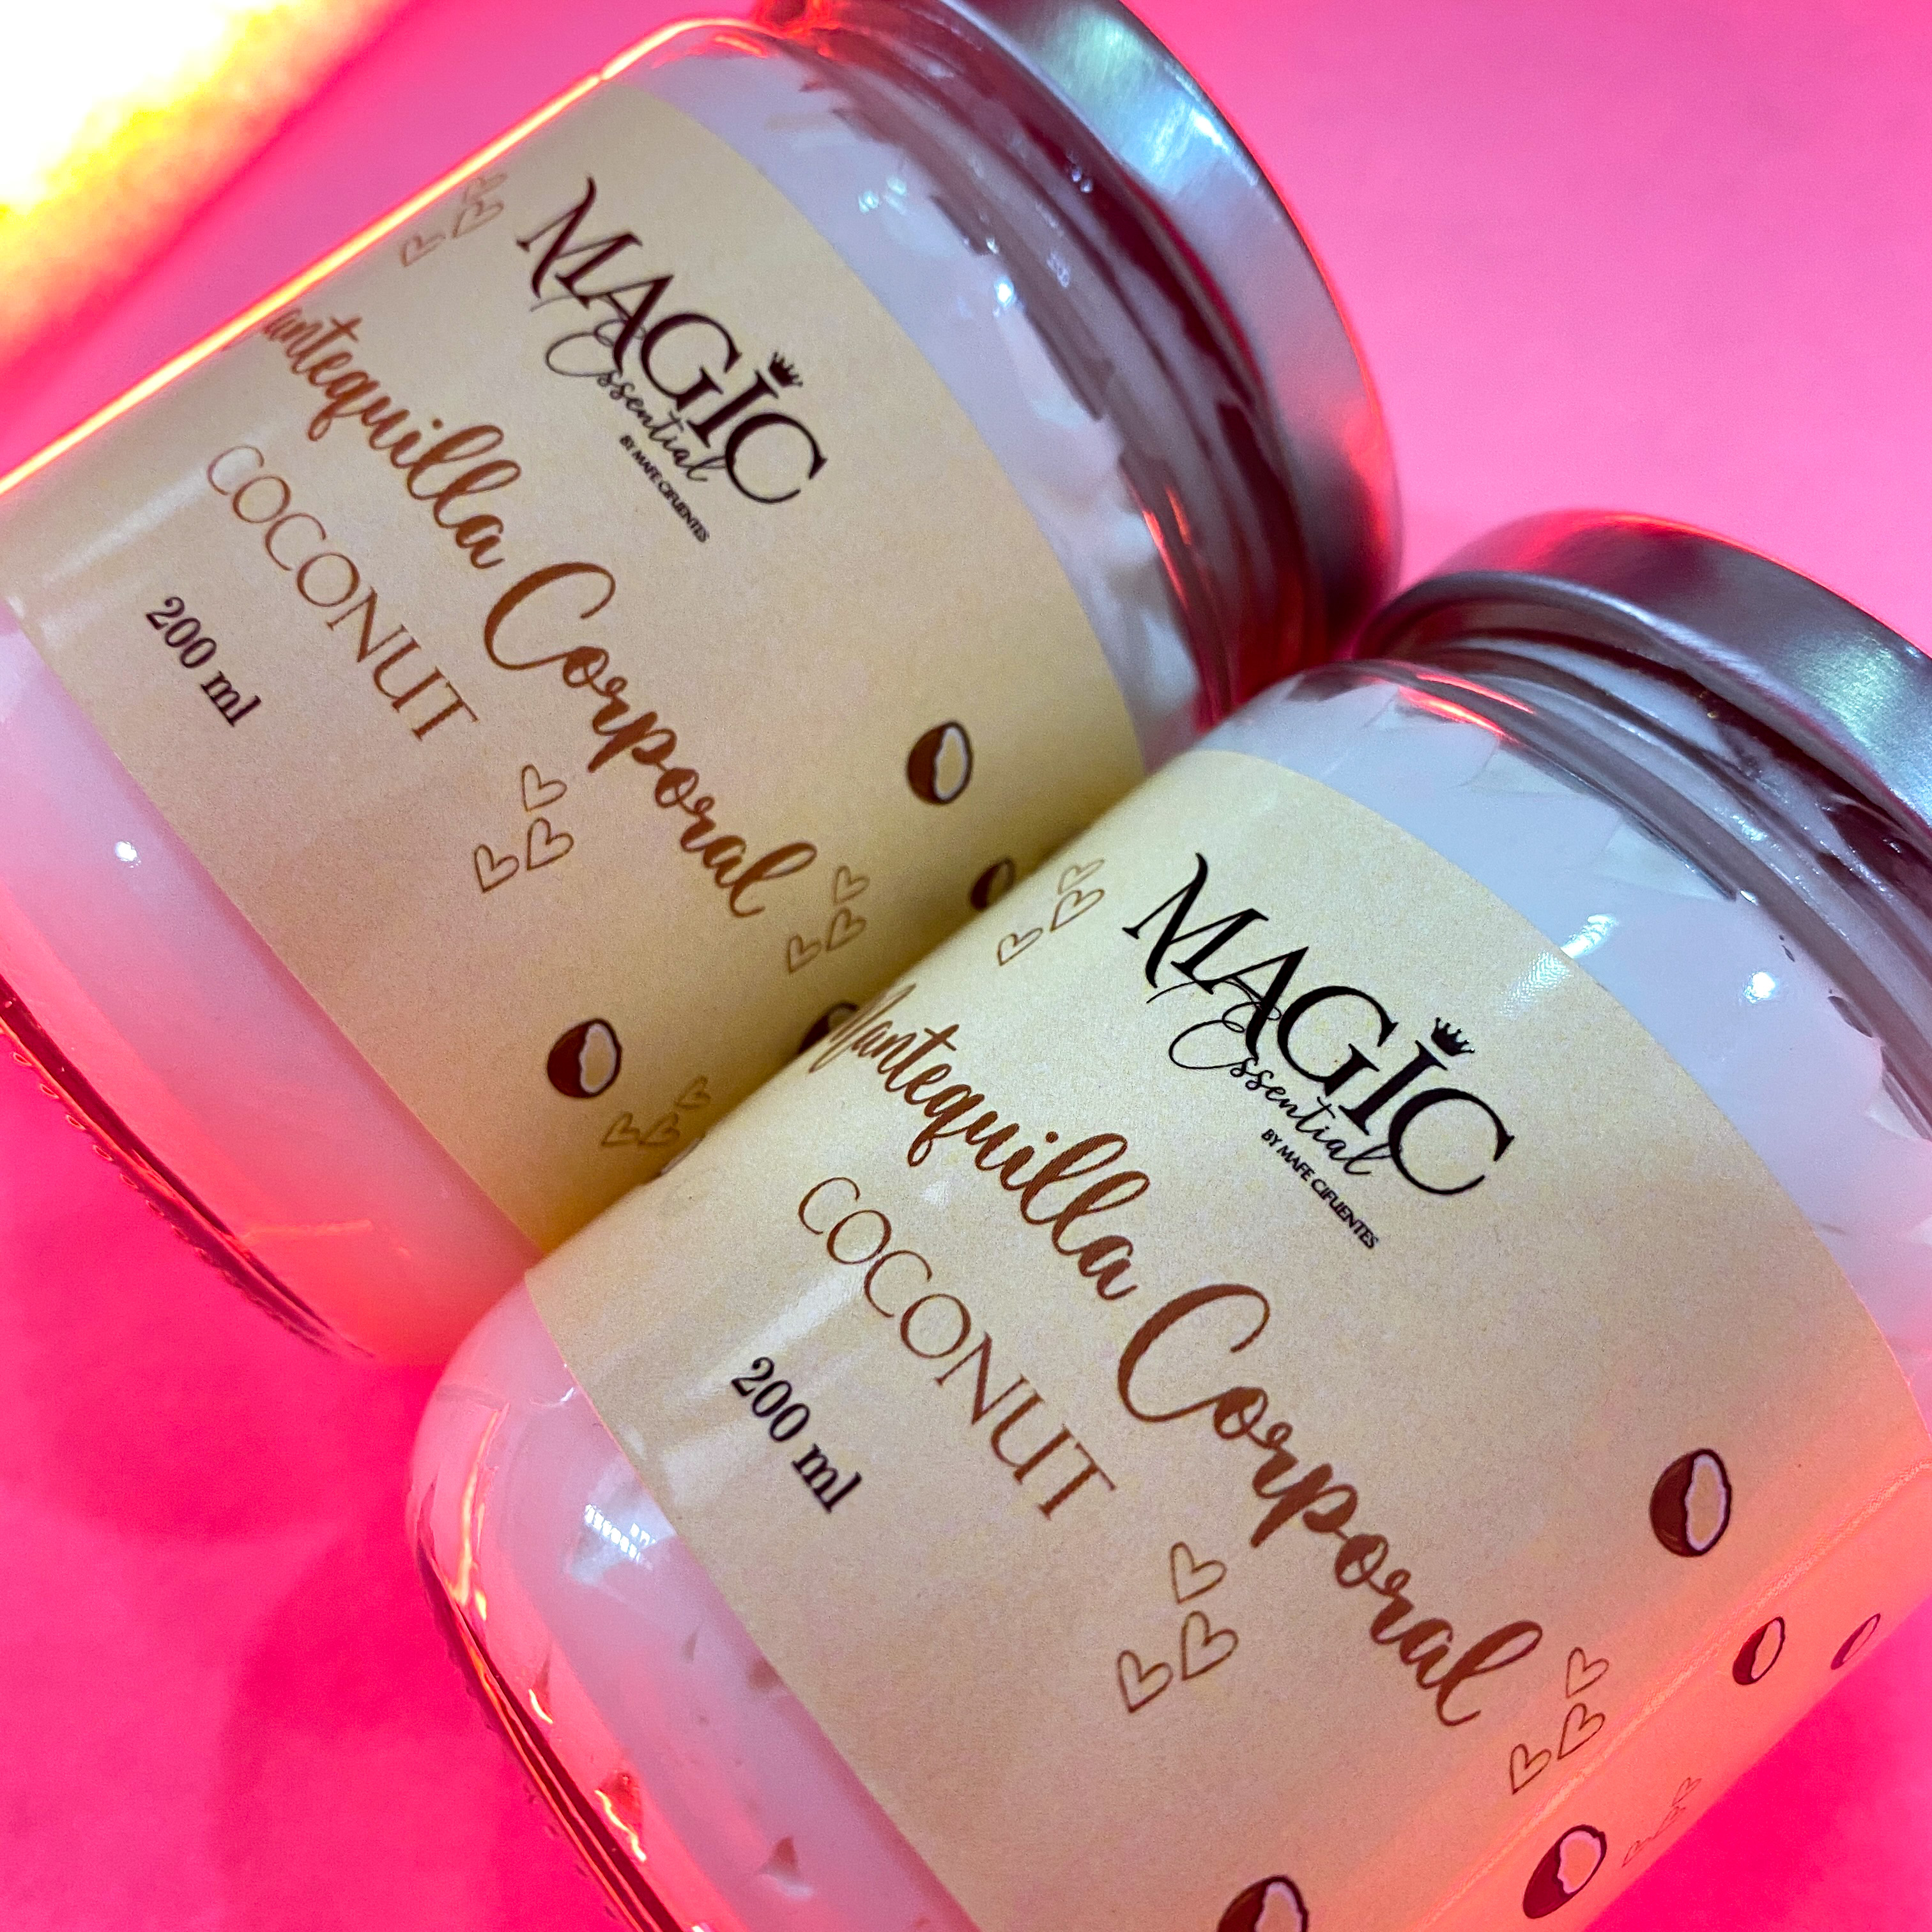 MAGIC
Essential
BY MAFE CIFUENTES
Mantequilla Corporal
COCONUT
200 ml
MAGIC
Essential
BY MAFE CIFUENTES
Mantequilla Corporal
COCONUT
200 ml